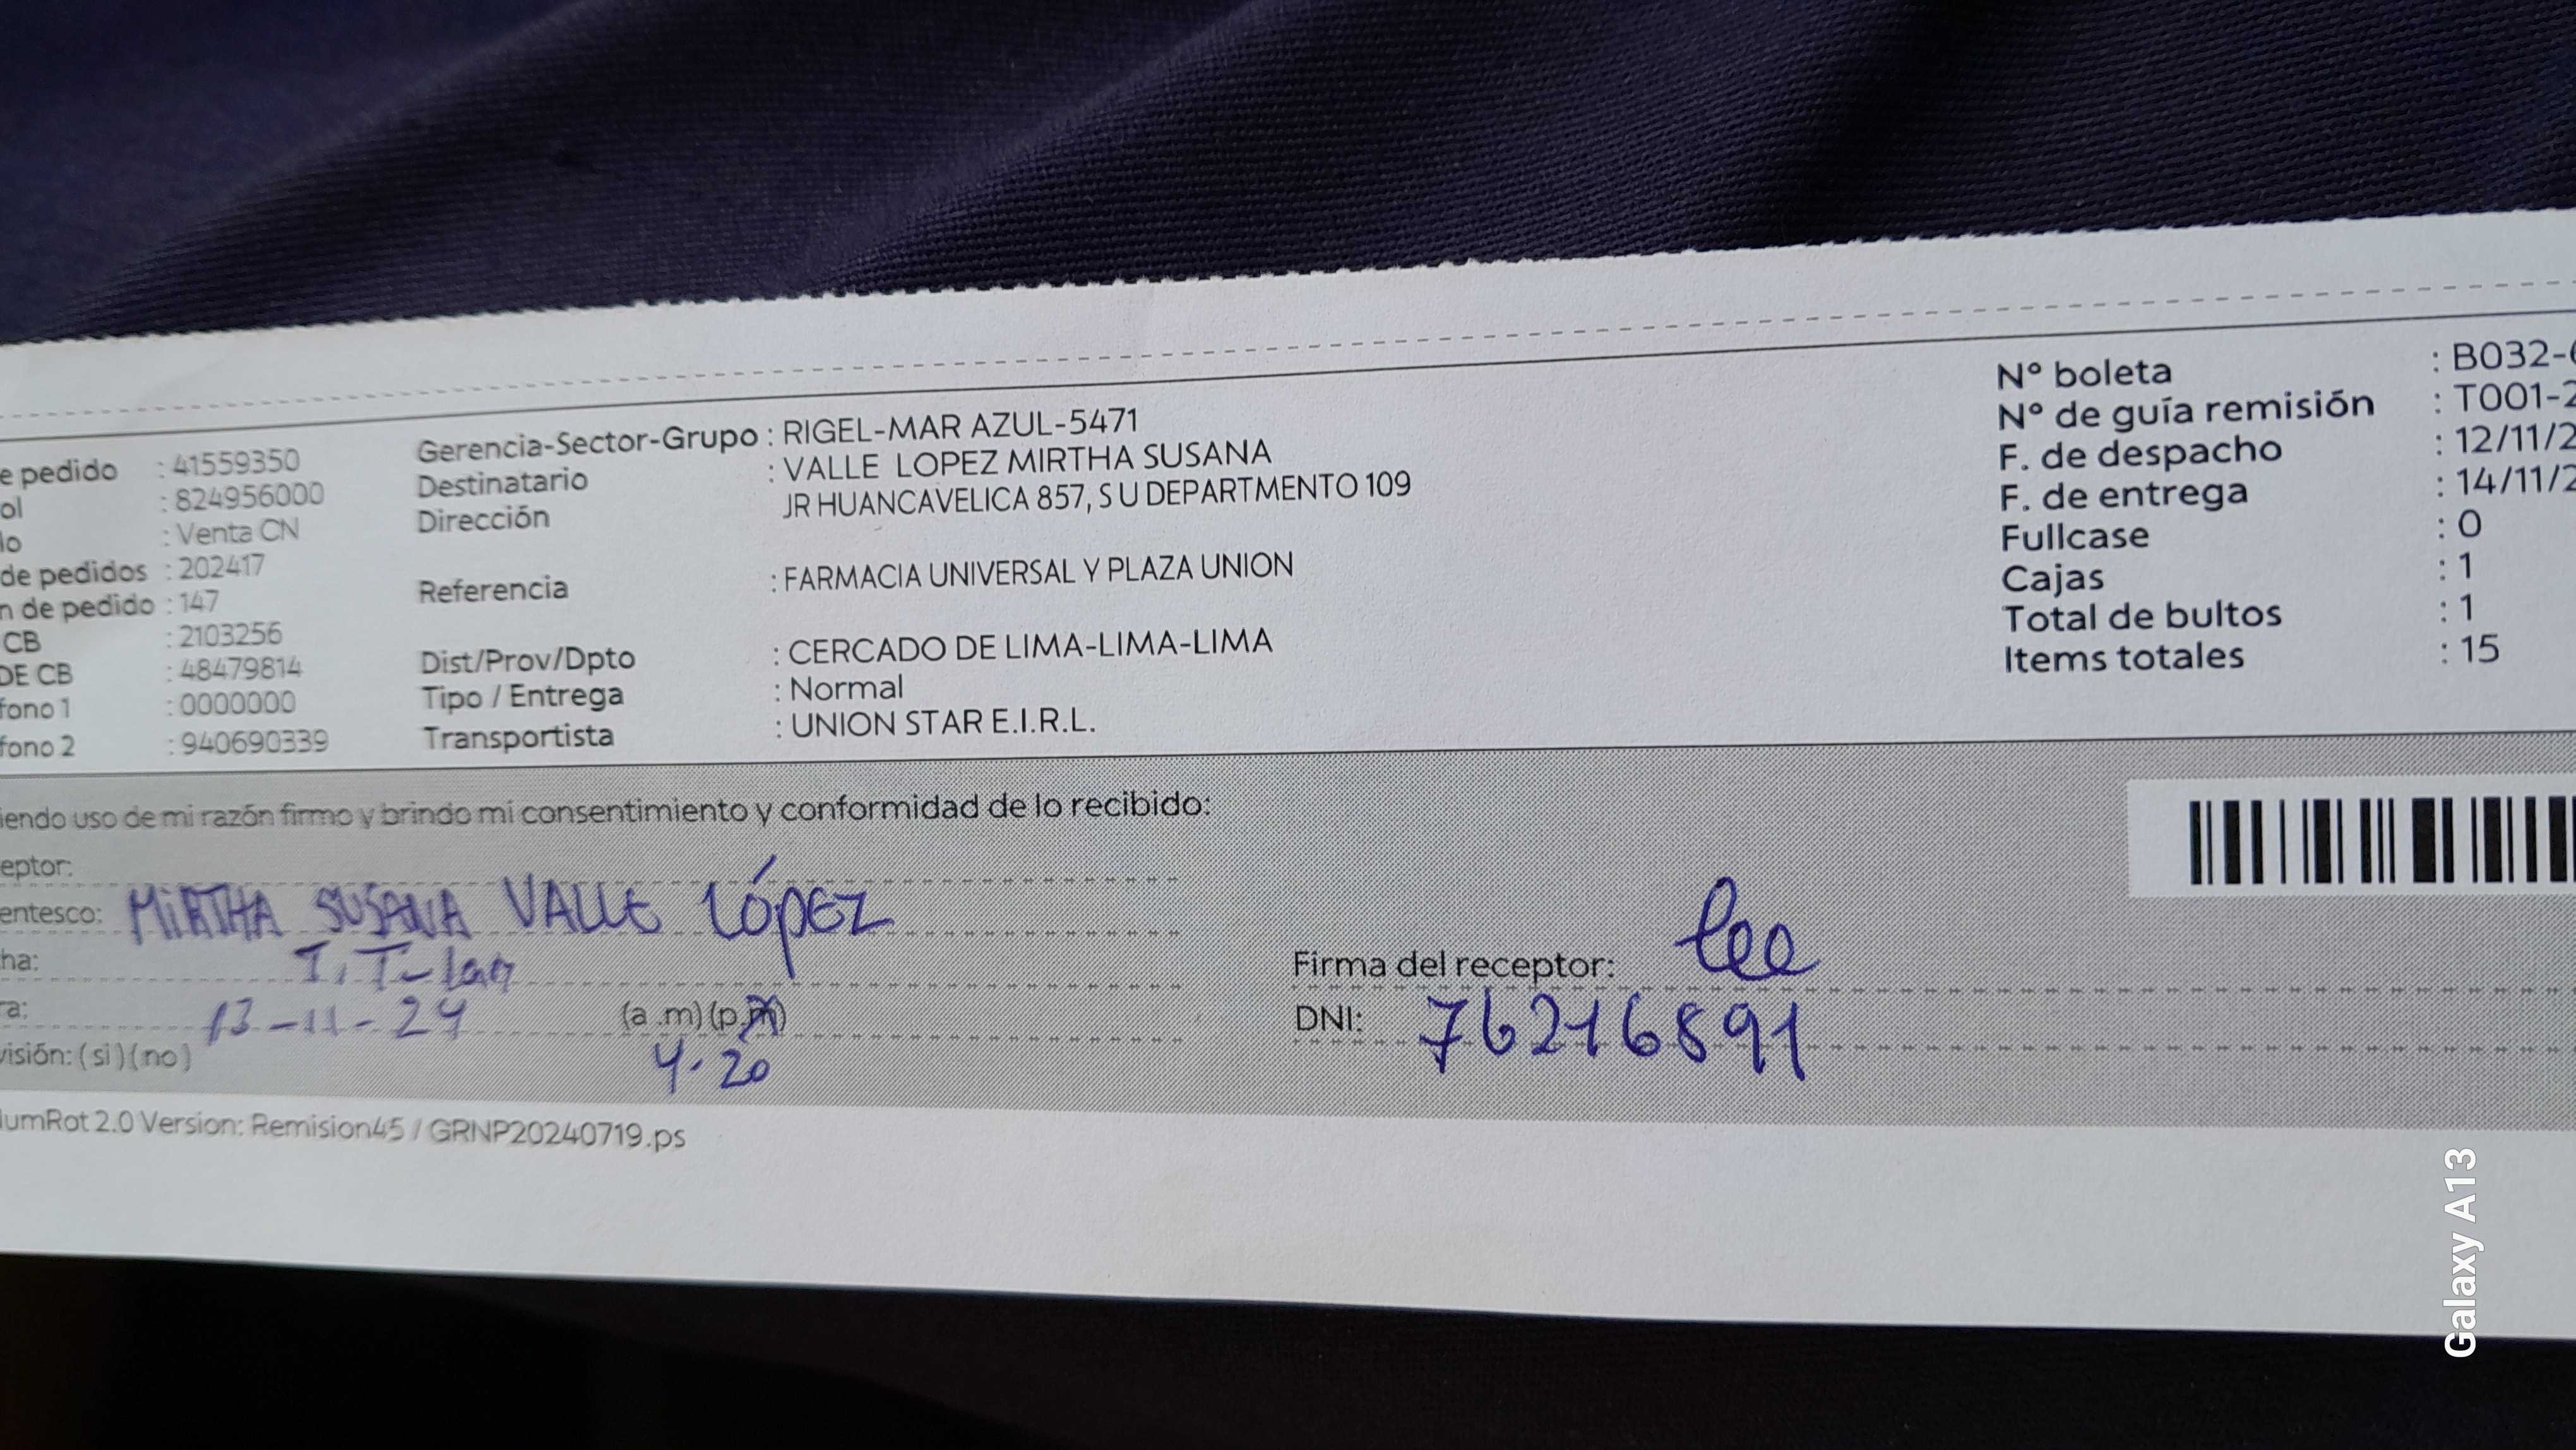 e pedido : 41559350
ol : 824956000
lo : Venta CN
de pedidos : 202417
n de pedido : 147
CB : 2103256
DE CB : 48479814
fono 1 : 0000000
fono 2 : 940690339
Gerencia-Sector-Grupo : RIGEL-MAR AZUL-5471
Destinatario : VALLE LOPEZ MIRTHA SUSANA
Dirección JR HUANCAVELICA 857, S U DEPARTMENTO 109
Referencia : FARMACIA UNIVERSAL Y PLAZA UNION
Dist/Prov/Dpto : CERCADO DE LIMA-LIMA-LIMA
Tipo / Entrega : Normal
Transportista : UNION STAR E.I.R.L.
N° boleta : B032-
N° de guía remisión : T001-2
F. de despacho : 12/11/2
F. de entrega : 14/11/2
Fullcase : 0
Cajas : 1
Total de bultos : 1
Items totales : 15
iendo uso de mi razón firmo y brindo mi consentimiento y conformidad de lo recibido:
eptor:
entesco: MiRTHA SUSANA VALLE López
ha:
ra: 13-11-24 (a .m) (p.m)
visión: (si) (no) 4.20
Firma del receptor:
DNI: 76216891
lumRot 2.0 Version: Remision45 / GRNP20240719.ps
Galaxy A13